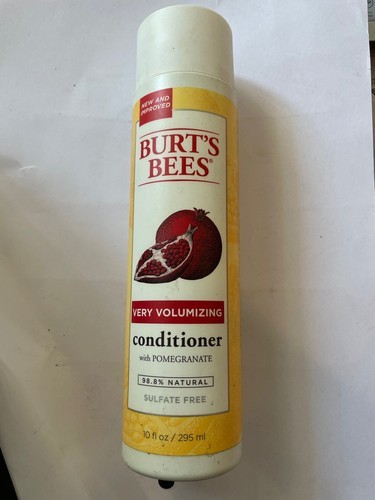 NEW AND
IMPROVED
BURT'S
BEES®
VERY VOLUMIZING
conditioner
with POMEGRANATE
98.8% NATURAL
SULFATE FREE
10 fl oz / 295 ml